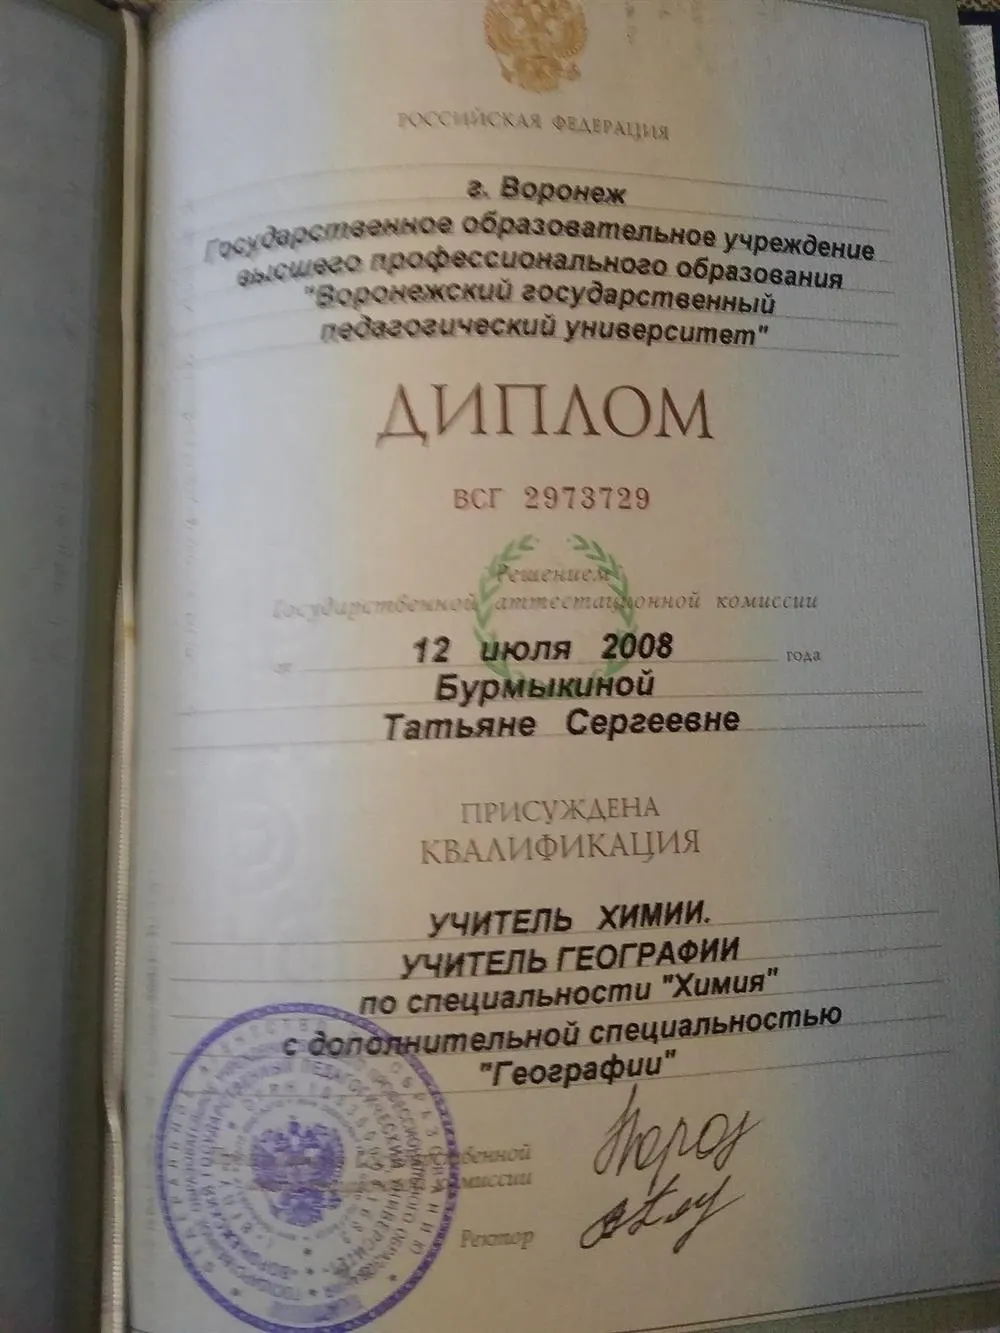 РОССИЙСКАЯ ФЕДЕРАЦИЯ
г. Воронеж
Государственное образовательное учреждение
высшего профессионального образования
"Воронежский государственный
педагогический университет"
ДИПЛОМ
ВСГ 2973729
Решением
Государственной аттестационной комиссии
от 12 июля 2008 года
Бурмыкиной
Татьяне Сергеевне
ПРИСУЖДЕНА
КВАЛИФИКАЦИЯ
УЧИТЕЛЬ ХИМИИ.
УЧИТЕЛЬ ГЕОГРАФИИ
по специальности "Химия"
с дополнительной специальностью
"Географии"
комиссии
Ректор